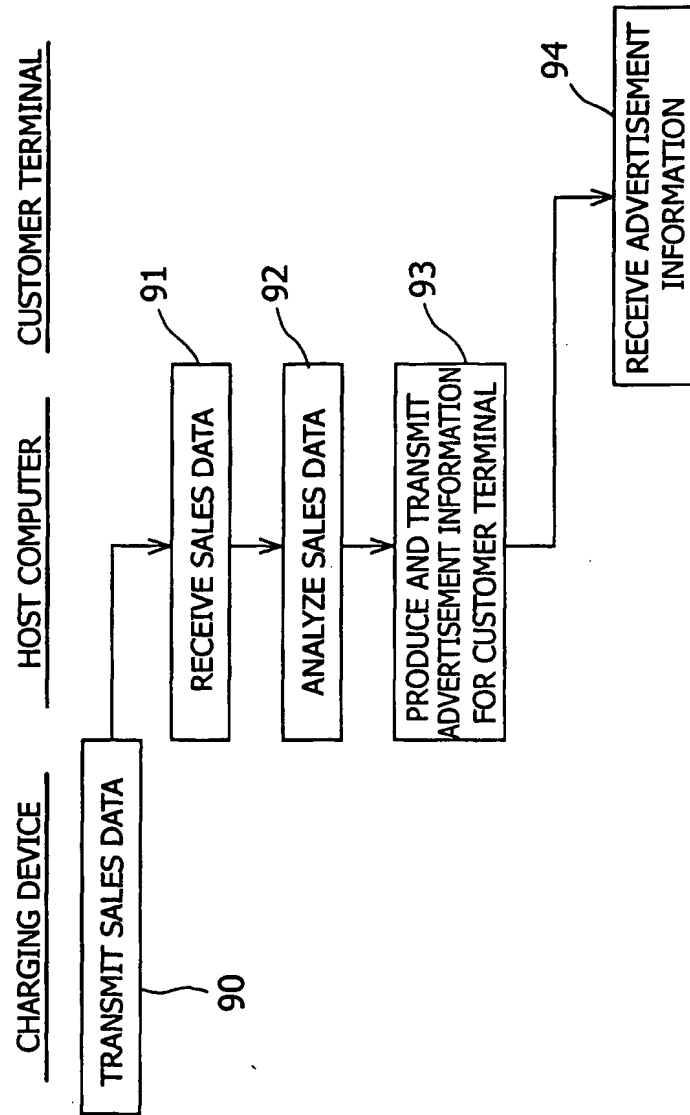 CHARGING DEVICE
HOST COMPUTER
CUSTOMER TERMINAL
TRANSMIT SALES DATA
90
RECEIVE SALES DATA
91
ANALYZE SALES DATA
92
PRODUCE AND TRANSMIT
ADVERTISEMENT INFORMATION
FOR CUSTOMER TERMINAL
93
RECEIVE ADVERTISEMENT
INFORMATION
94